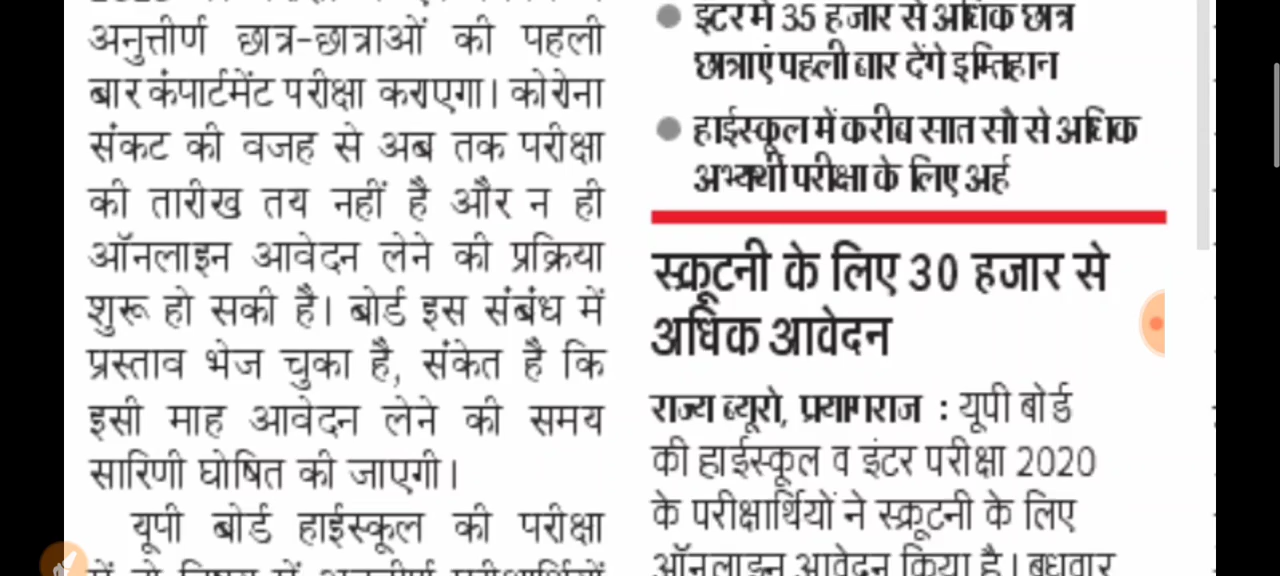 अनुत्तीर्ण छात्र-छात्राओं की पहली
बार कंपार्टमेंट परीक्षा कराएगा। कोरोना
संकट की वजह से अब तक परीक्षा
की तारीख तय नहीं है और न ही
ऑनलाइन आवेदन लेने की प्रक्रिया
शुरू हो सकी है। बोर्ड इस संबंध में
प्रस्ताव भेज चुका है, संकेत है कि
इसी माह आवेदन लेने की समय
सारिणी घोषित की जाएगी।
यूपी बोर्ड हाईस्कूल की परीक्षा
इंटर में 35 हजार से अधिक छात्र
छात्राएं पहली बार देंगे इम्तिहान
हाईस्कूल में करीब सात सौ से अधिक
अभ्यर्थी परीक्षा के लिए अर्ह
स्क्रूटनी के लिए 30 हजार से
अधिक आवेदन
राज्य ब्यूरो, प्रयागराज : यूपी बोर्ड
की हाईस्कूल व इंटर परीक्षा 2020
के परीक्षार्थियों ने स्क्रूटनी के लिए
ऑनलाइन आवेदन किया है। बुधवार